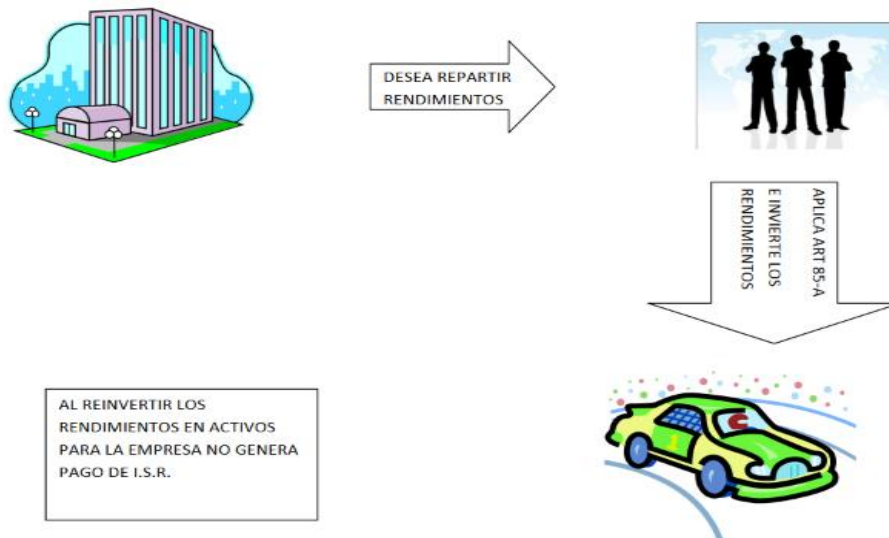 DESEA REPARTIR
RENDIMIENTOS
APLICA ART 85-A
E INVIERTE LOS
RENDIMIENTOS
AL REINVERTIR LOS
RENDIMIENTOS EN ACTIVOS
PARA LA EMPRESA NO GENERA
PAGO DE I.S.R.
1